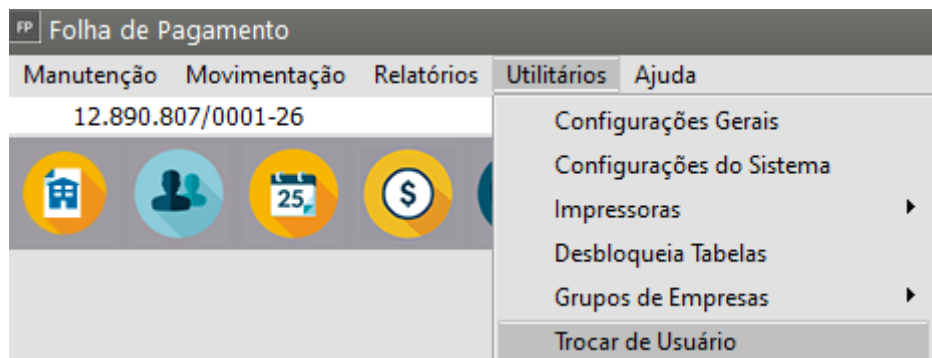 FP Folha de Pagamento
Manutenção Movimentação Relatórios Utilitários Ajuda
12.890.807/0001-26
Configurações Gerais
Configurações do Sistema
25
$
Impressoras
Desbloqueia Tabelas
Grupos de Empresas
Trocar de Usuário